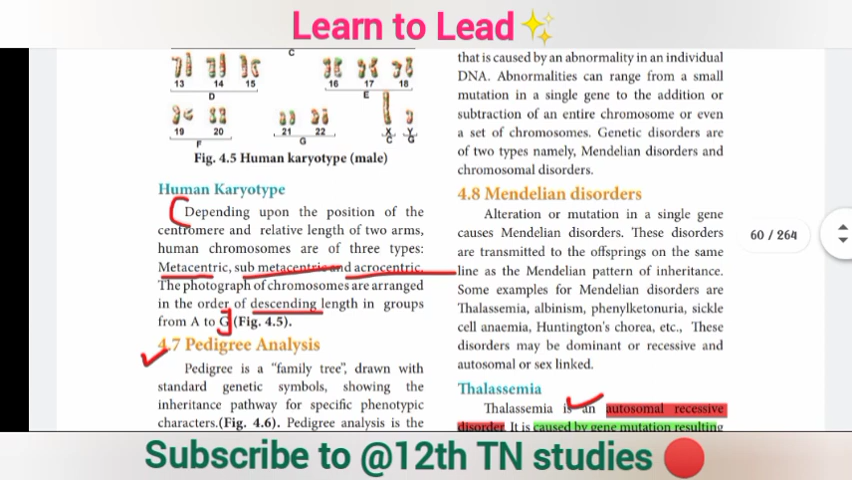 Learn to Lead✨
C
13 14 15
D
16 17 18
E
19 20
F
21 22
G
X Y
C G
Fig. 4.5 Human karyotype (male)
Human Karyotype
Depending upon the position of the
centromere and relative length of two arms,
human chromosomes are of three types:
Metacentric, sub metacentric and acrocentric.
The photograph of chromosomes are arranged
in the order of descending length in groups
from A to G (Fig. 4.5).
4.7 Pedigree Analysis
Pedigree is a “family tree”, drawn with
standard genetic symbols, showing the
inheritance pathway for specific phenotypic
characters.(Fig. 4.6). Pedigree analysis is the
that is caused by an abnormality in an individual
DNA. Abnormalities can range from a small
mutation in a single gene to the addition or
subtraction of an entire chromosome or even
a set of chromosomes. Genetic disorders are
of two types namely, Mendelian disorders and
chromosomal disorders.
4.8 Mendelian disorders
Alteration or mutation in a single gene
causes Mendelian disorders. These disorders
are transmitted to the offsprings on the same
line as the Mendelian pattern of inheritance.
Some examples for Mendelian disorders are
Thalassemia, albinism, phenylketonuria, sickle
cell anaemia, Huntington's chorea, etc., These
disorders may be dominant or recessive and
autosomal or sex linked.
Thalassemia
Thalassemia is an autosomal recessive
disorder. It is caused by gene mutation resulting
60 / 264
Subscribe to @12th TN studies 🔴